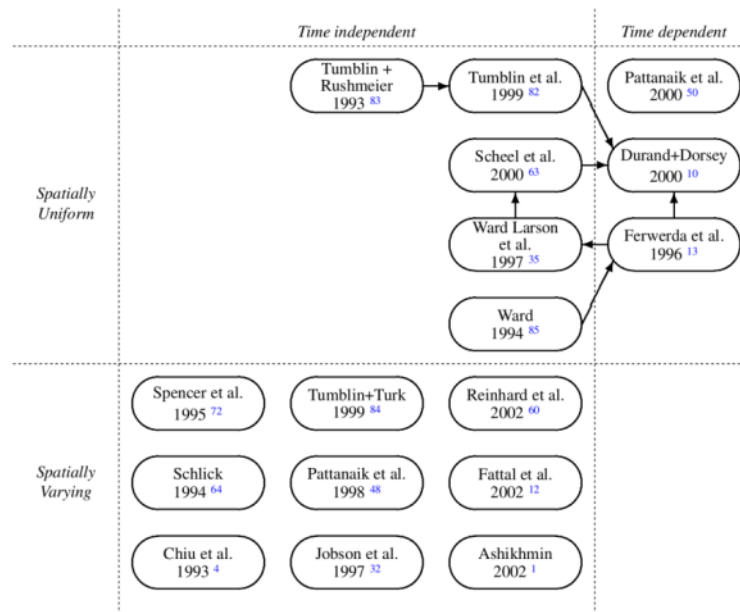 Time independent
Time dependent
Tumblin +
Rushmeier
1993 83
Tumblin et al.
1999 82
Pattanaik et al.
2000 50
Scheel et al.
2000 63
Durand+Dorsey
2000 10
Spatially
Uniform
Ward Larson
et al.
1997 35
Ferwerda et al.
1996 13
Ward
1994 85
Spencer et al.
1995 72
Tumblin+Turk
1999 84
Reinhard et al.
2002 60
Spatially
Varying
Schlick
1994 64
Pattanaik et al.
1998 48
Fattal et al.
2002 12
Chiu et al.
1993 4
Jobson et al.
1997 32
Ashikhmin
2002 1